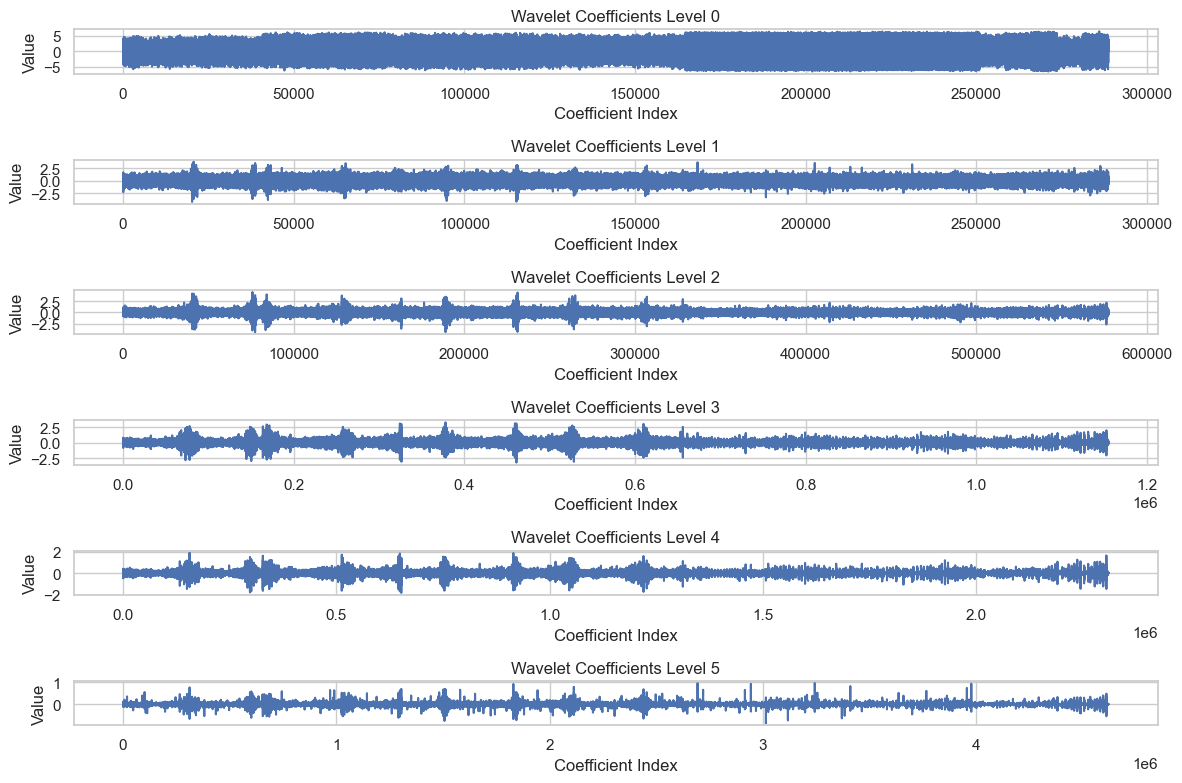 Wavelet Coefficients Level 0
Value
5
0
−5
0 50000 100000 150000 200000 250000 300000
Coefficient Index
Wavelet Coefficients Level 1
Value
2.5
0.0
−2.5
0 50000 100000 150000 200000 250000 300000
Coefficient Index
Wavelet Coefficients Level 2
Value
2.5
0.0
−2.5
0 100000 200000 300000 400000 500000 600000
Coefficient Index
Wavelet Coefficients Level 3
Value
2.5
0.0
−2.5
0.0 0.2 0.4 0.6 0.8 1.0 1.2
1e6
Coefficient Index
Wavelet Coefficients Level 4
Value
2
0
−2
0.0 0.5 1.0 1.5 2.0
1e6
Coefficient Index
Wavelet Coefficients Level 5
Value
1
0
0 1 2 3 4
1e6
Coefficient Index